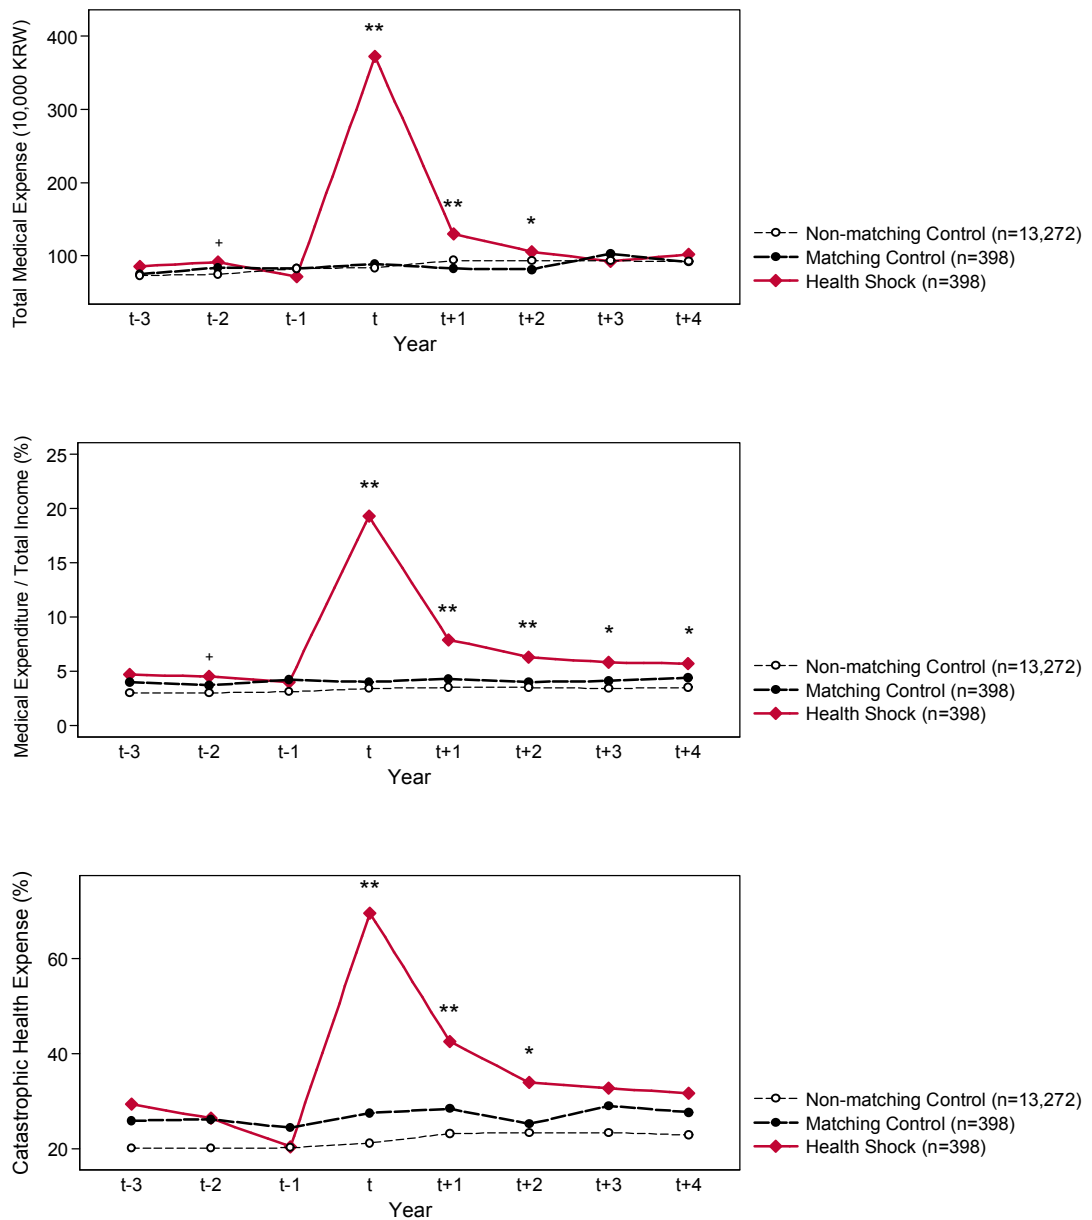 Total Medical Expense (10,000 KRW)
400
300
200
100
**
+
**
*
t-3 t-2 t-1 t t+1 t+2 t+3 t+4
Year
Non-matching Control (n=13,272)
Matching Control (n=398)
Health Shock (n=398)
Medical Expenditure / Total Income (%)
25
20
15
10
5
0
**
+
**
**
*
*
t-3 t-2 t-1 t t+1 t+2 t+3 t+4
Year
Non-matching Control (n=13,272)
Matching Control (n=398)
Health Shock (n=398)
Catastrophic Health Expense (%)
60
40
20
**
**
*
t-3 t-2 t-1 t t+1 t+2 t+3 t+4
Year
Non-matching Control (n=13,272)
Matching Control (n=398)
Health Shock (n=398)